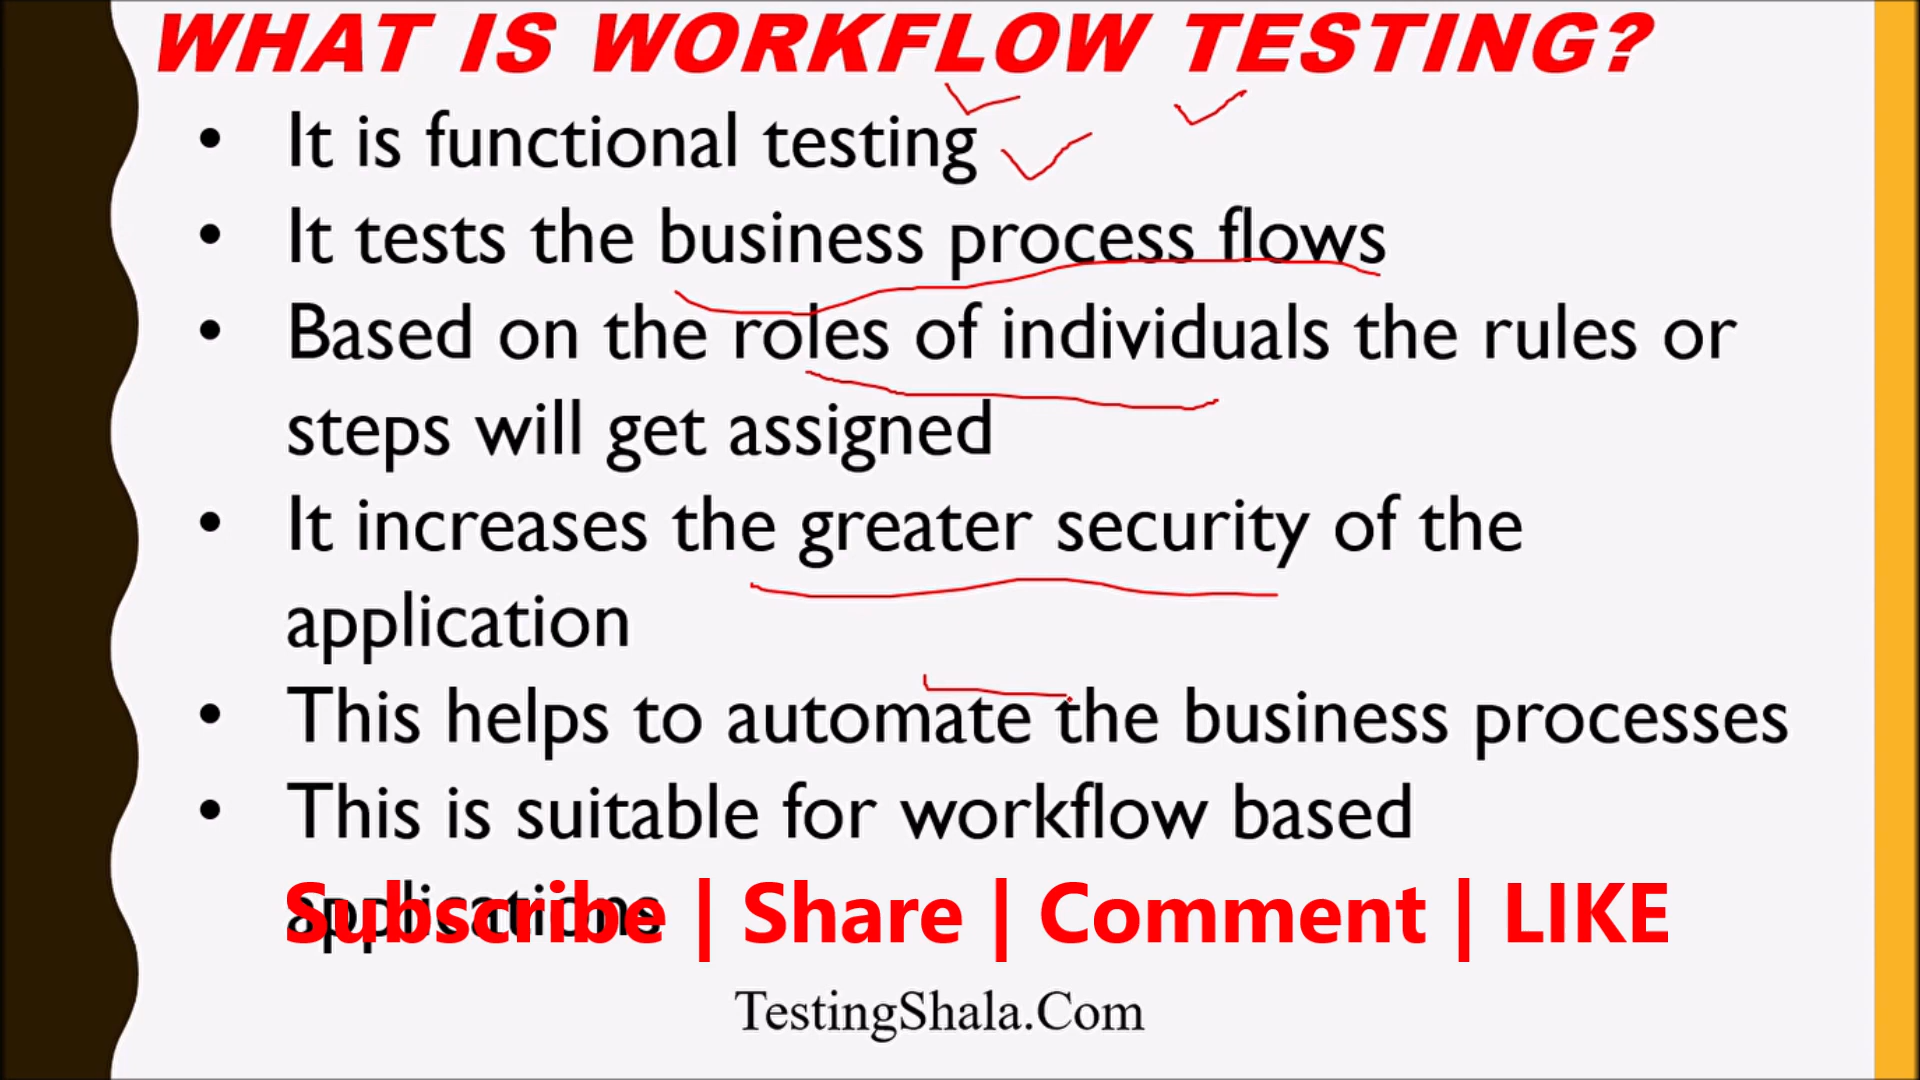 WHAT IS WORKFLOW TESTING?
• It is functional testing
• It tests the business process flows
• Based on the roles of individuals the rules or
steps will get assigned
• It increases the greater security of the
application
• This helps to automate the business processes
• This is suitable for workflow based
applications
Subscribe | Share | Comment | LIKE
TestingShala.Com